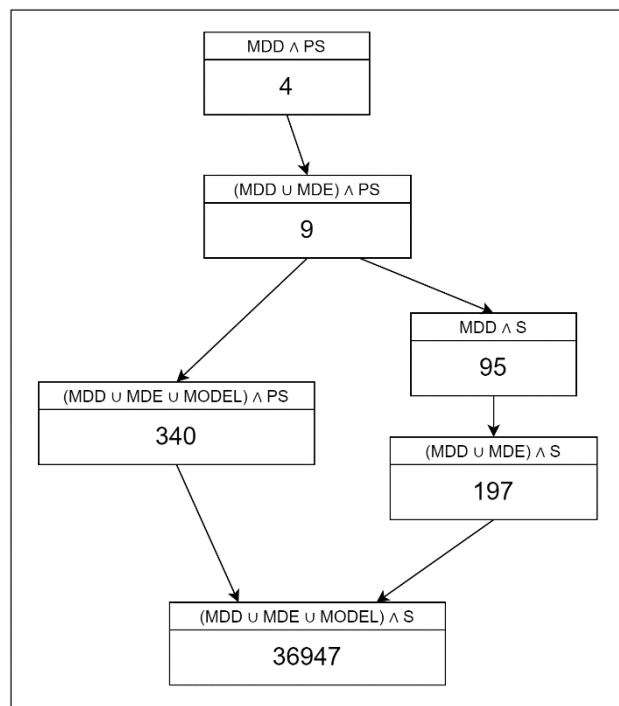 MDD ∧ PS
4
(MDD ∪ MDE) ∧ PS
9
MDD ∧ S
95
(MDD ∪ MDE ∪ MODEL) ∧ PS
340
(MDD ∪ MDE) ∧ S
197
(MDD ∪ MDE ∪ MODEL) ∧ S
36947